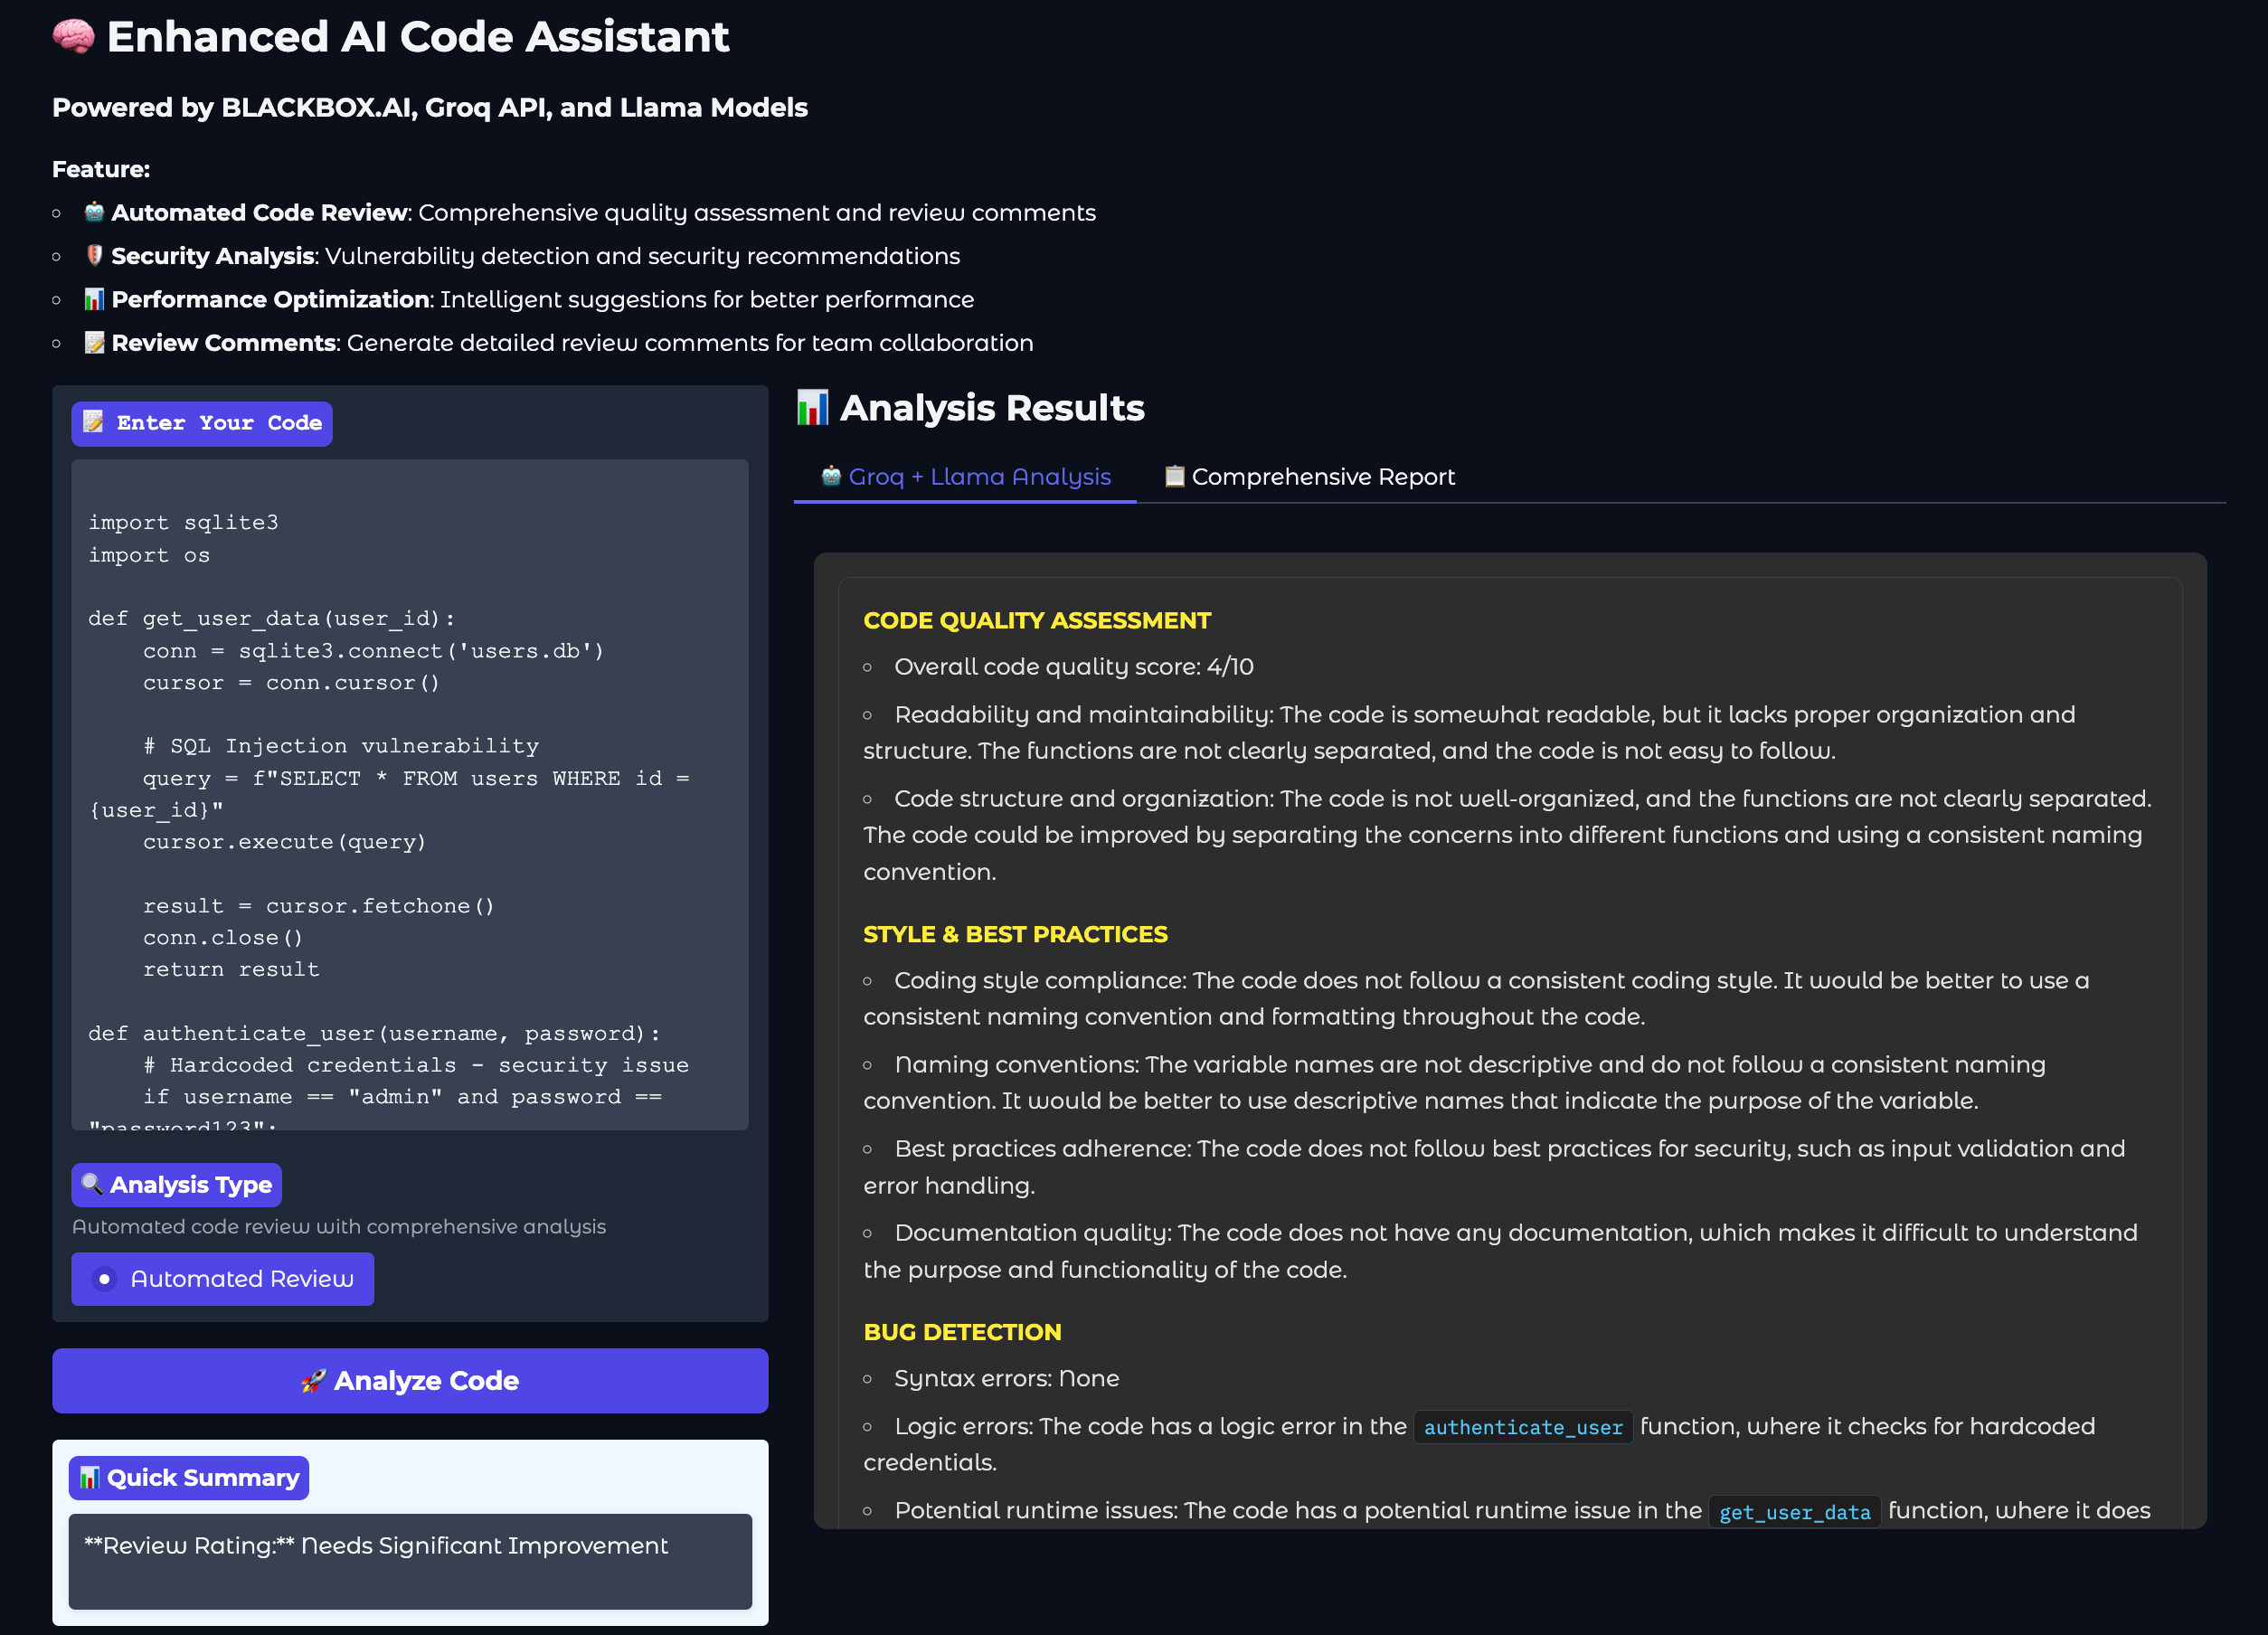 🧠 Enhanced AI Code Assistant
Powered by BLACKBOX.AI, Groq API, and Llama Models
Feature:
🤖 Automated Code Review: Comprehensive quality assessment and review comments
🛡️ Security Analysis: Vulnerability detection and security recommendations
📊 Performance Optimization: Intelligent suggestions for better performance
📝 Review Comments: Generate detailed review comments for team collaboration
📝 Enter Your Code
import sqlite3
import os
def get_user_data(user_id):
    conn = sqlite3.connect('users.db')
    cursor = conn.cursor()
    # SQL Injection vulnerability
    query = f"SELECT * FROM users WHERE id =
{user_id}"
    cursor.execute(query)
    result = cursor.fetchone()
    conn.close()
    return result
def authenticate_user(username, password):
    # Hardcoded credentials - security issue
    if username == "admin" and password ==
"password123":
🔍 Analysis Type
Automated code review with comprehensive analysis
Automated Review
🚀 Analyze Code
📊 Quick Summary
**Review Rating:** Needs Significant Improvement
📊 Analysis Results
🤖 Groq + Llama Analysis
📋 Comprehensive Report
CODE QUALITY ASSESSMENT
Overall code quality score: 4/10
Readability and maintainability: The code is somewhat readable, but it lacks proper organization and
structure. The functions are not clearly separated, and the code is not easy to follow.
Code structure and organization: The code is not well-organized, and the functions are not clearly separated.
The code could be improved by separating the concerns into different functions and using a consistent naming
convention.
STYLE & BEST PRACTICES
Coding style compliance: The code does not follow a consistent coding style. It would be better to use a
consistent naming convention and formatting throughout the code.
Naming conventions: The variable names are not descriptive and do not follow a consistent naming
convention. It would be better to use descriptive names that indicate the purpose of the variable.
Best practices adherence: The code does not follow best practices for security, such as input validation and
error handling.
Documentation quality: The code does not have any documentation, which makes it difficult to understand
the purpose and functionality of the code.
BUG DETECTION
Syntax errors: None
Logic errors: The code has a logic error in the authenticate_user function, where it checks for hardcoded
credentials.
Potential runtime issues: The code has a potential runtime issue in the get_user_data function, where it does